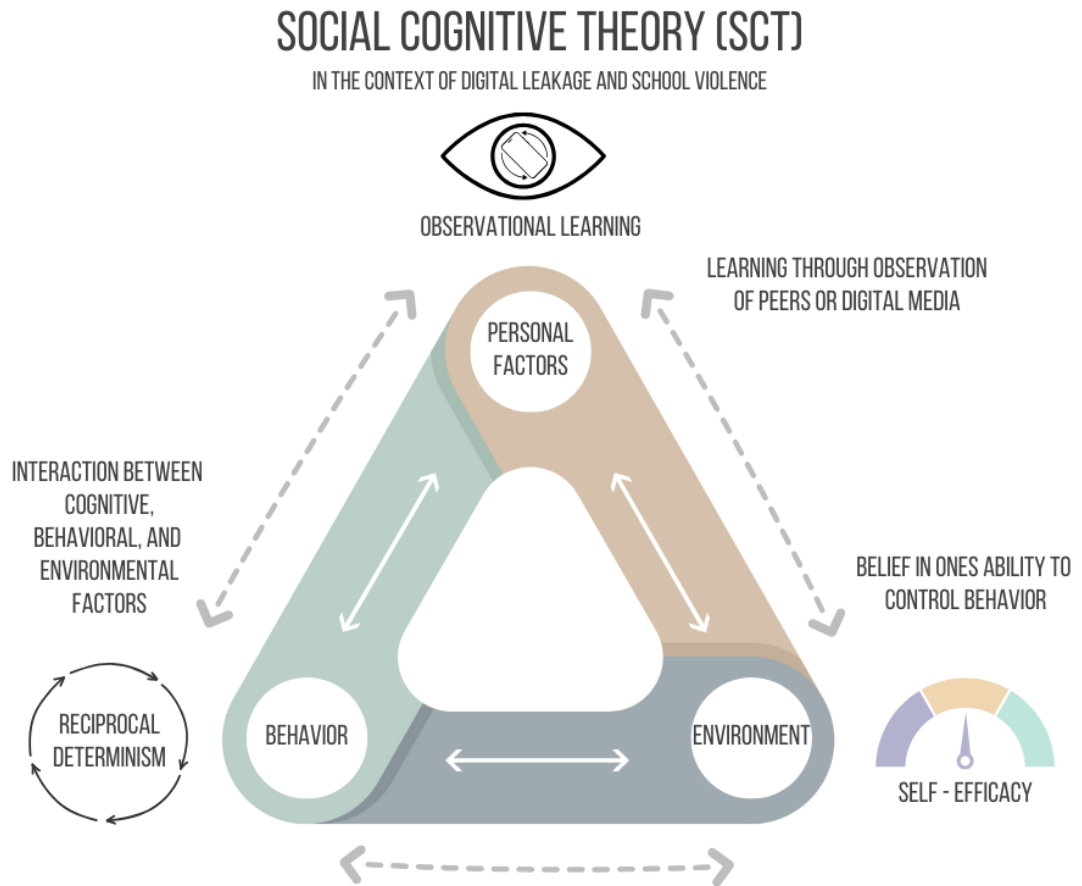 SOCIAL COGNITIVE THEORY (SCT)
IN THE CONTEXT OF DIGITAL LEAKAGE AND SCHOOL VIOLENCE
OBSERVATIONAL LEARNING
LEARNING THROUGH OBSERVATION
OF PEERS OR DIGITAL MEDIA
PERSONAL
FACTORS
INTERACTION BETWEEN
COGNITIVE,
BEHAVIORAL, AND
ENVIRONMENTAL
FACTORS
BELIEF IN ONES ABILITY TO
CONTROL BEHAVIOR
RECIPROCAL
DETERMINISM
BEHAVIOR
ENVIRONMENT
SELF - EFFICACY